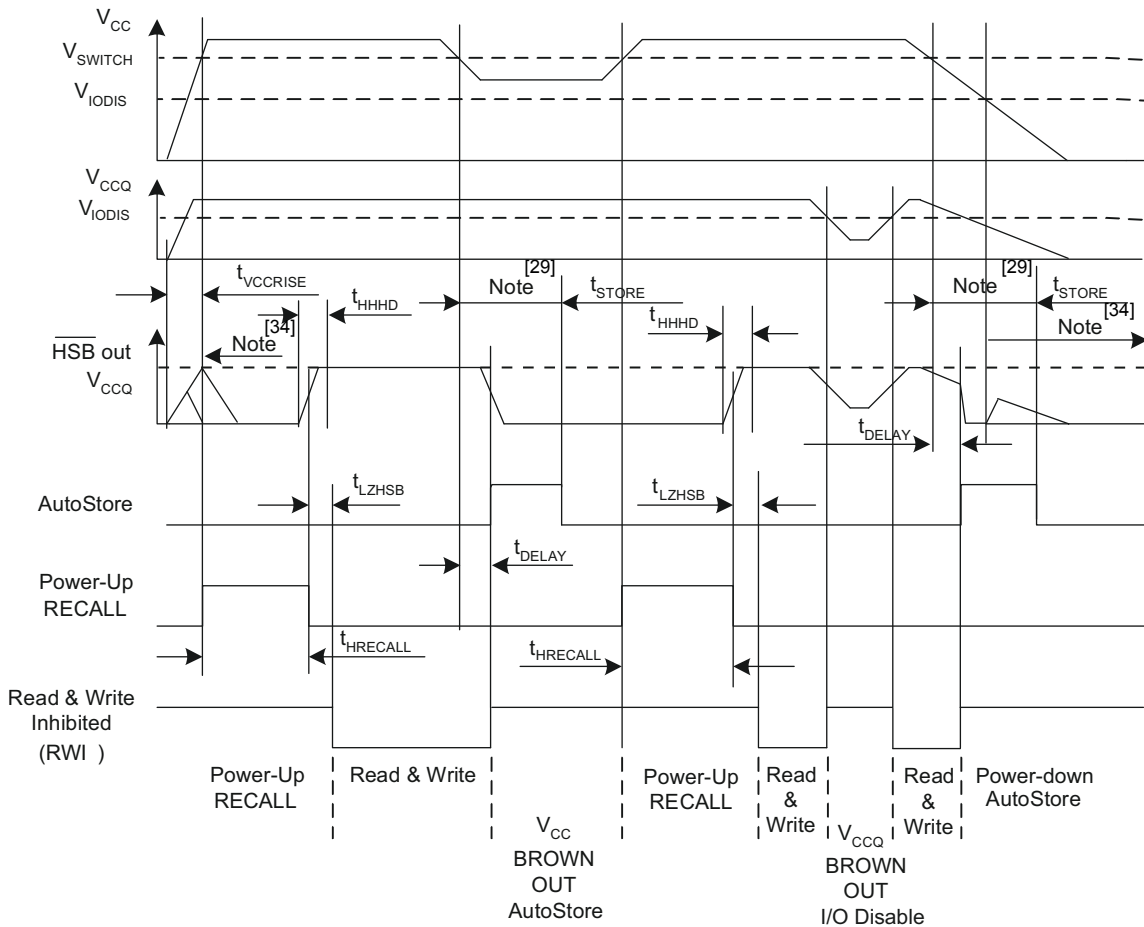 VCC
VSWITCH
VIODIS
VCCQ
VIODIS
tVCCRISE
tHHHD
Note[29]
tSTORE
tHHHD
Note[29]
tSTORE
HSB out
Note[34]
Note[34]
VCCQ
tDELAY
tLZHSB
tLZHSB
AutoStore
tDELAY
Power-Up
RECALL
tHRECALL
tHRECALL
Read & Write
Inhibited
(RWI )
Power-Up
RECALL
Read & Write
VCC
BROWN
OUT
AutoStore
Power-Up
RECALL
Read
&
Write
VCCQ
BROWN
OUT
I/O Disable
Read
&
Write
Power-down
AutoStore